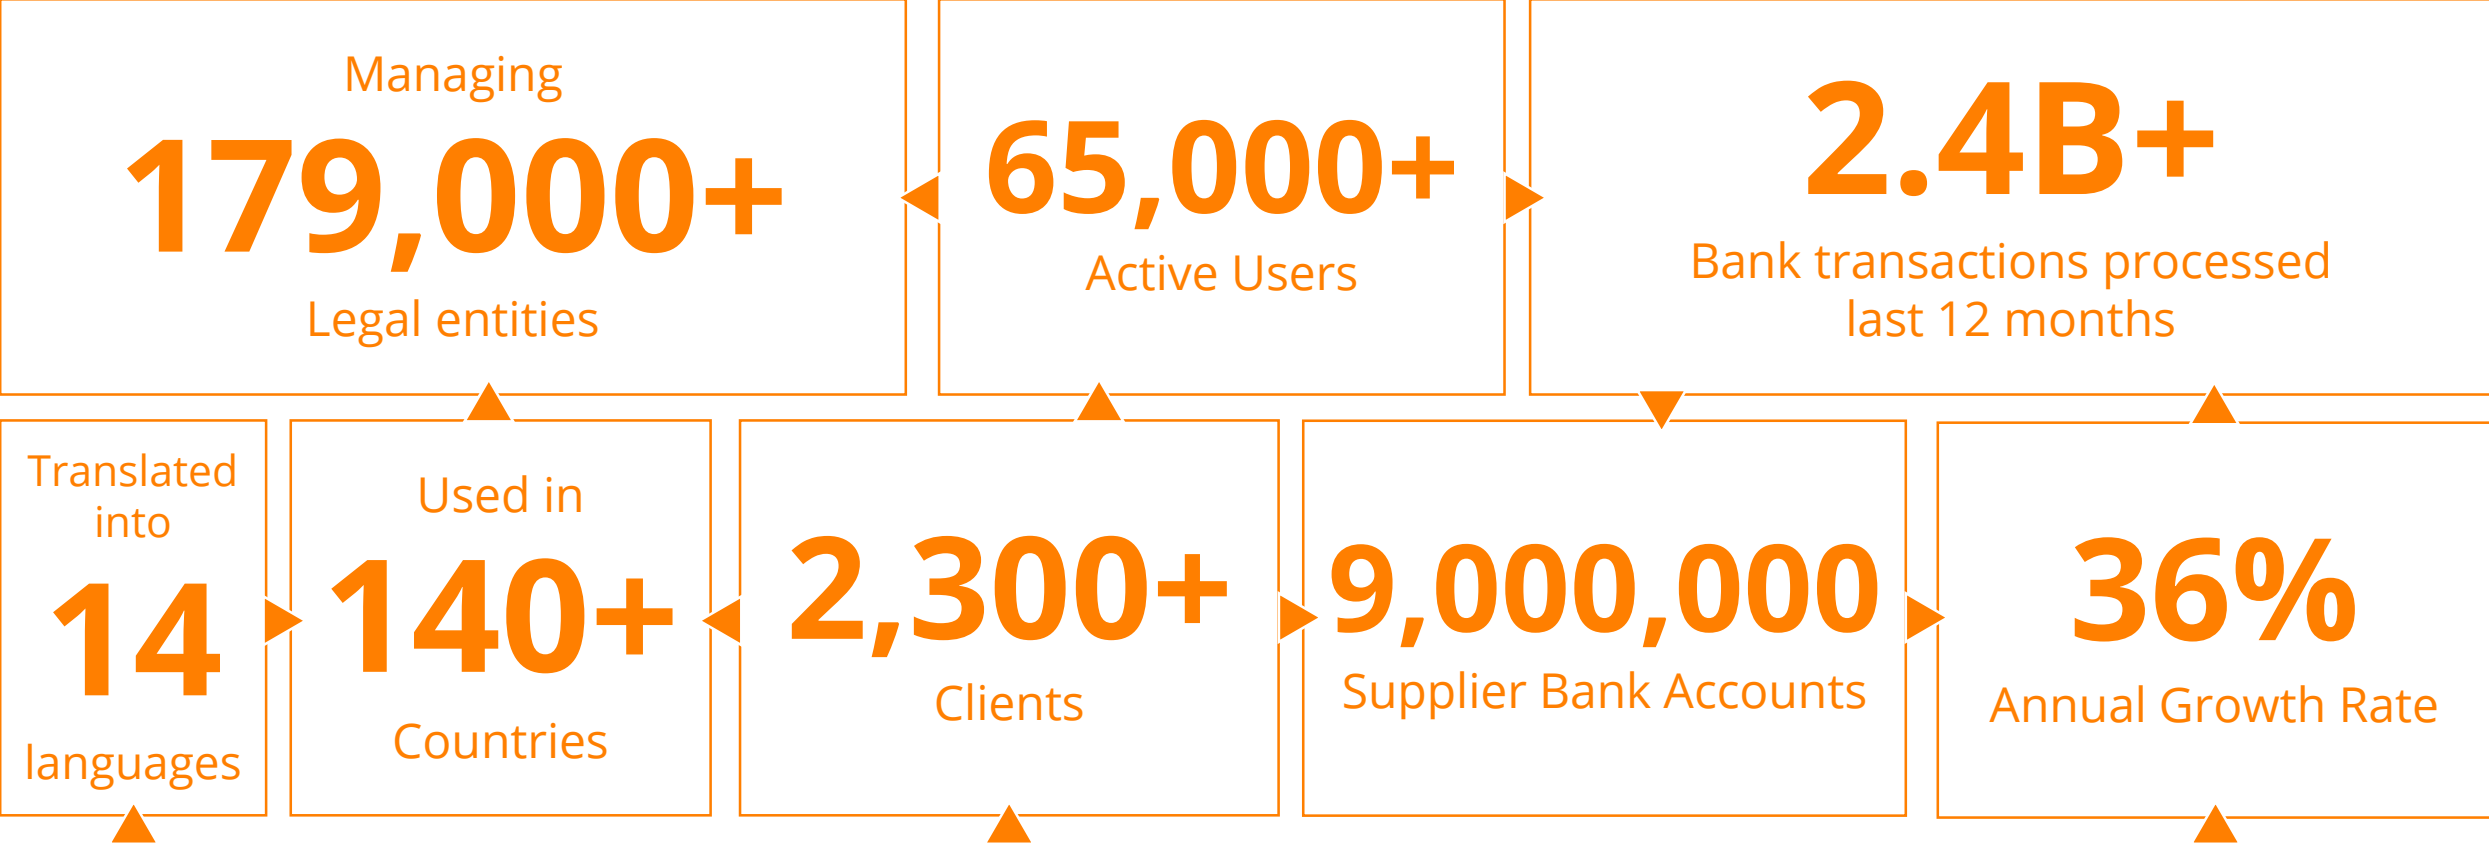 Managing
179,000+
Legal entities
65,000+
Active Users
2.4B+
Bank transactions processed
last 12 months
Translated
into
14
languages
Used in
140+
Countries
2,300+
Clients
9,000,000
Supplier Bank Accounts
36%
Annual Growth Rate